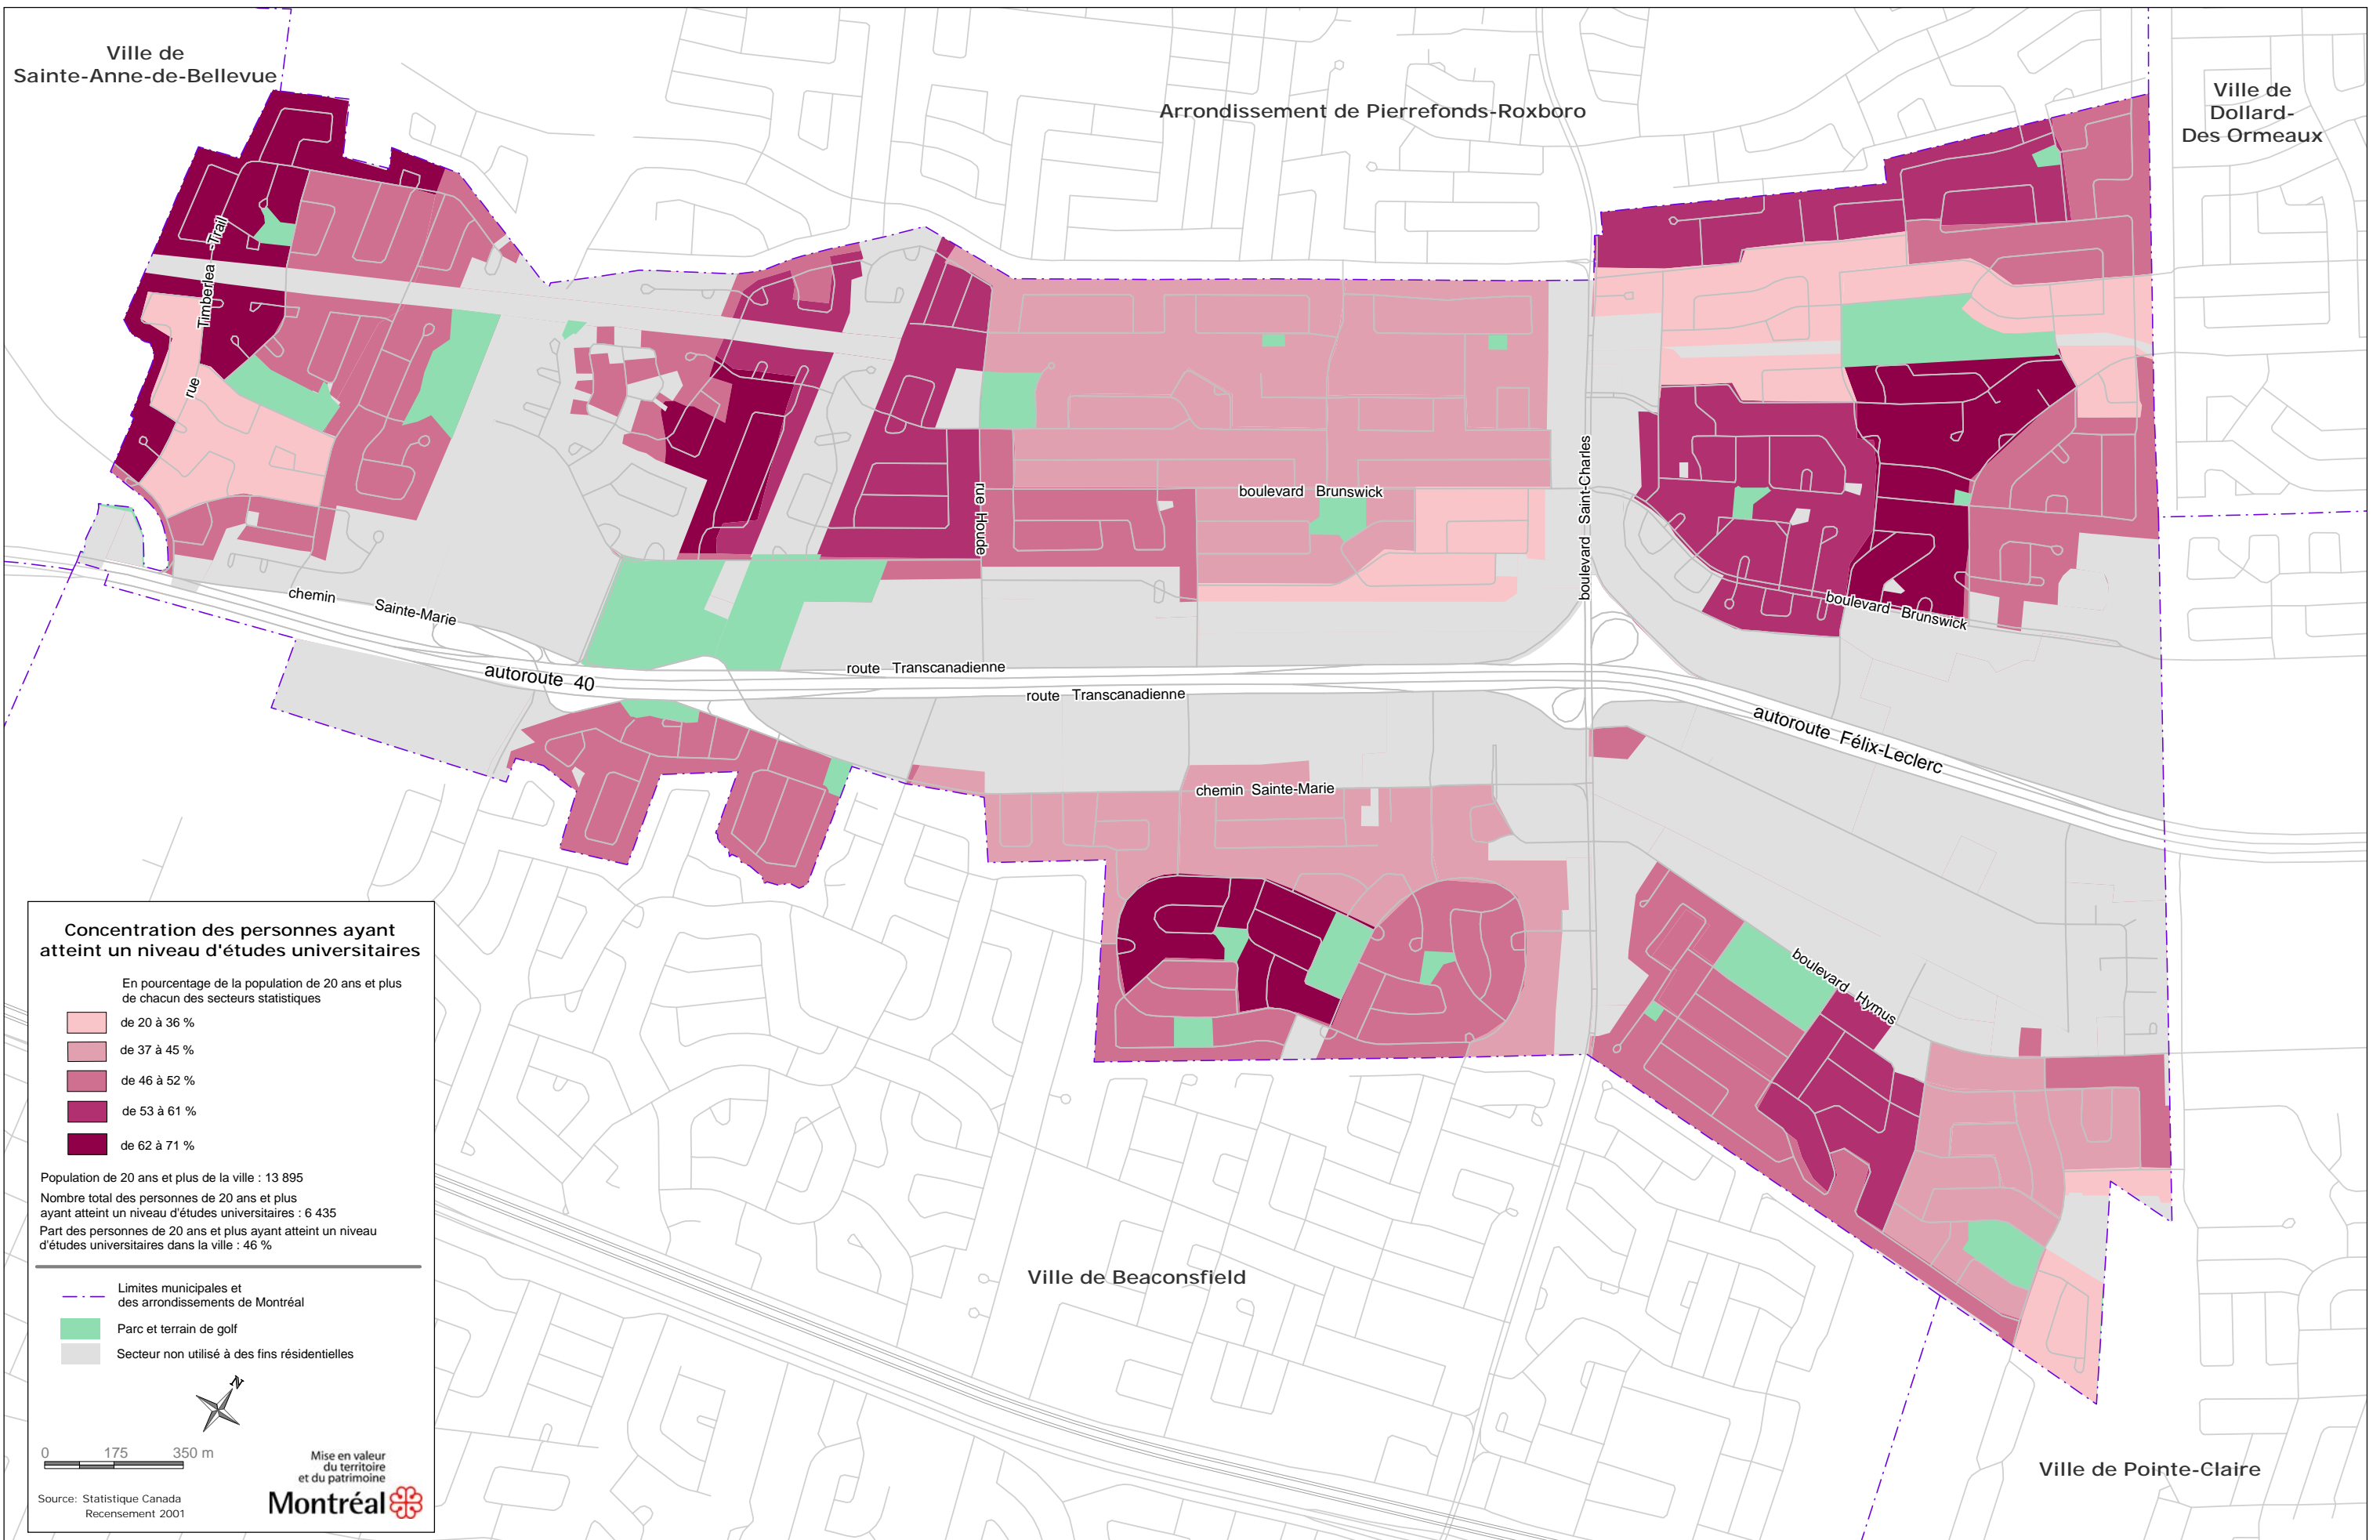 Ville de
Sainte-Anne-de-Bellevue
Arrondissement de Pierrefonds-Roxboro
Ville de
Dollard-
Des Ormeaux
Timberlea -Trail
rue
boulevard Brunswick
rue Houde
boulevard Saint-Charles
boulevard Brunswick
chemin Sainte-Marie
autoroute 40
route Transcanadienne
route Transcanadienne
autoroute Félix-Leclerc
chemin Sainte-Marie
boulevard Hymus
Ville de Beaconsfield
Ville de Pointe-Claire
Concentration des personnes ayant
atteint un niveau d'études universitaires
En pourcentage de la population de 20 ans et plus
de chacun des secteurs statistiques
de 20 à 36 %
de 37 à 45 %
de 46 à 52 %
de 53 à 61 %
de 62 à 71 %
Population de 20 ans et plus de la ville : 13 895
Nombre total des personnes de 20 ans et plus
ayant atteint un niveau d'études universitaires : 6 435
Part des personnes de 20 ans et plus ayant atteint un niveau
d'études universitaires dans la ville : 46 %
Limites municipales et
des arrondissements de Montréal
Parc et terrain de golf
Secteur non utilisé à des fins résidentielles
N
0 175 350 m
Mise en valeur
du territoire
et du patrimoine
Montréal
Source: Statistique Canada
Recensement 2001